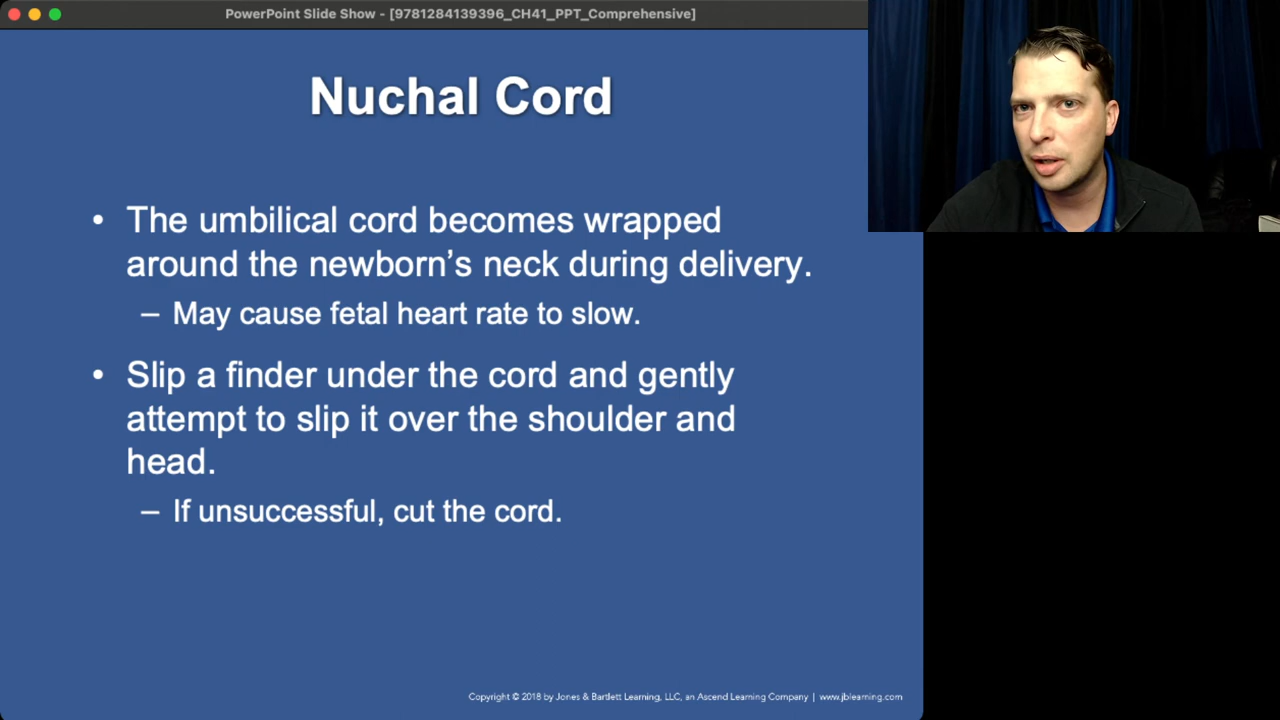 PowerPoint Slide Show - [9781284139396_CH41_PPT_Comprehensive]
Nuchal Cord
• The umbilical cord becomes wrapped
around the newborn’s neck during delivery.
– May cause fetal heart rate to slow.
• Slip a finder under the cord and gently
attempt to slip it over the shoulder and
head.
– If unsuccessful, cut the cord.
Copyright © 2018 by Jones & Bartlett Learning, LLC, an Ascend Learning Company | www.jblearning.com